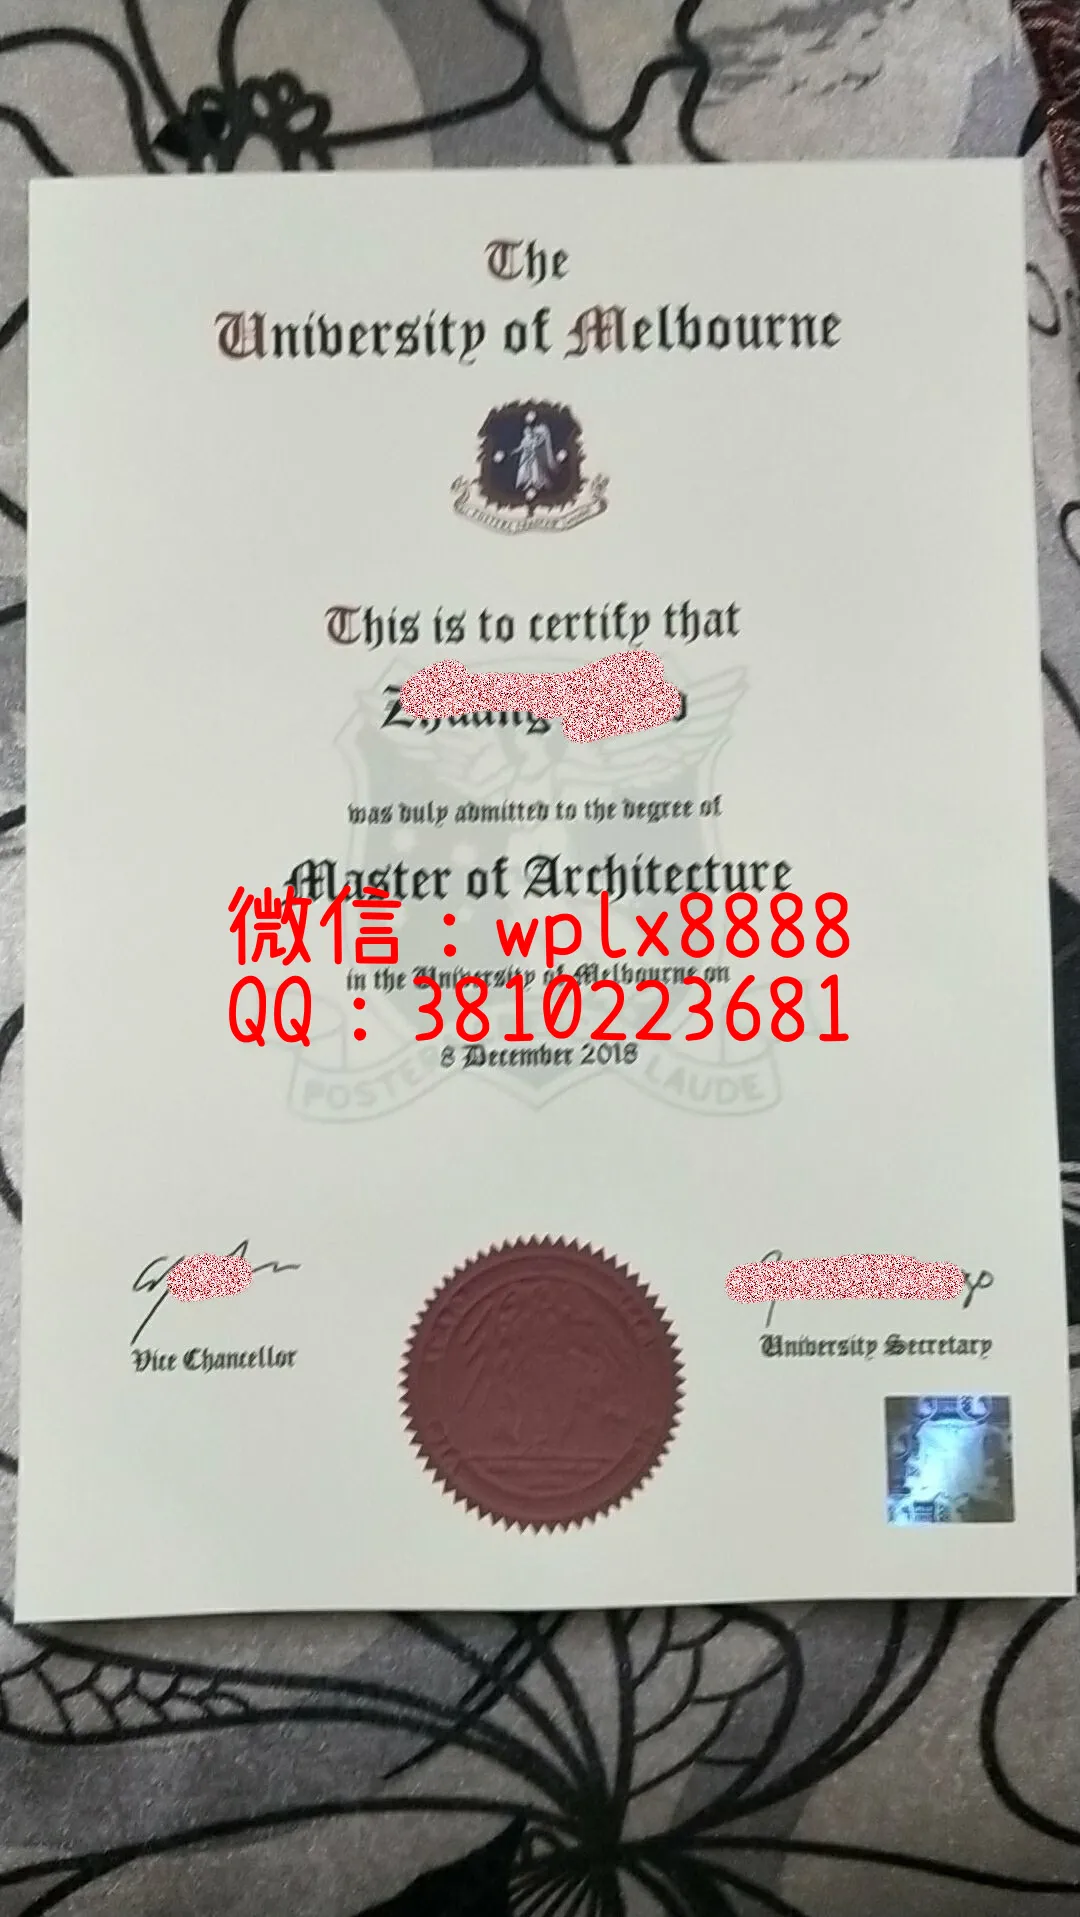 The
University of Melbourne
This is to certify that
was duly admitted to the degree of
Master of Architecture
微信：wplx8888
in the University of Melbourne on
QQ：3810223681
8 December 2018
LAUDE
Vice Chancellor
University Secretary